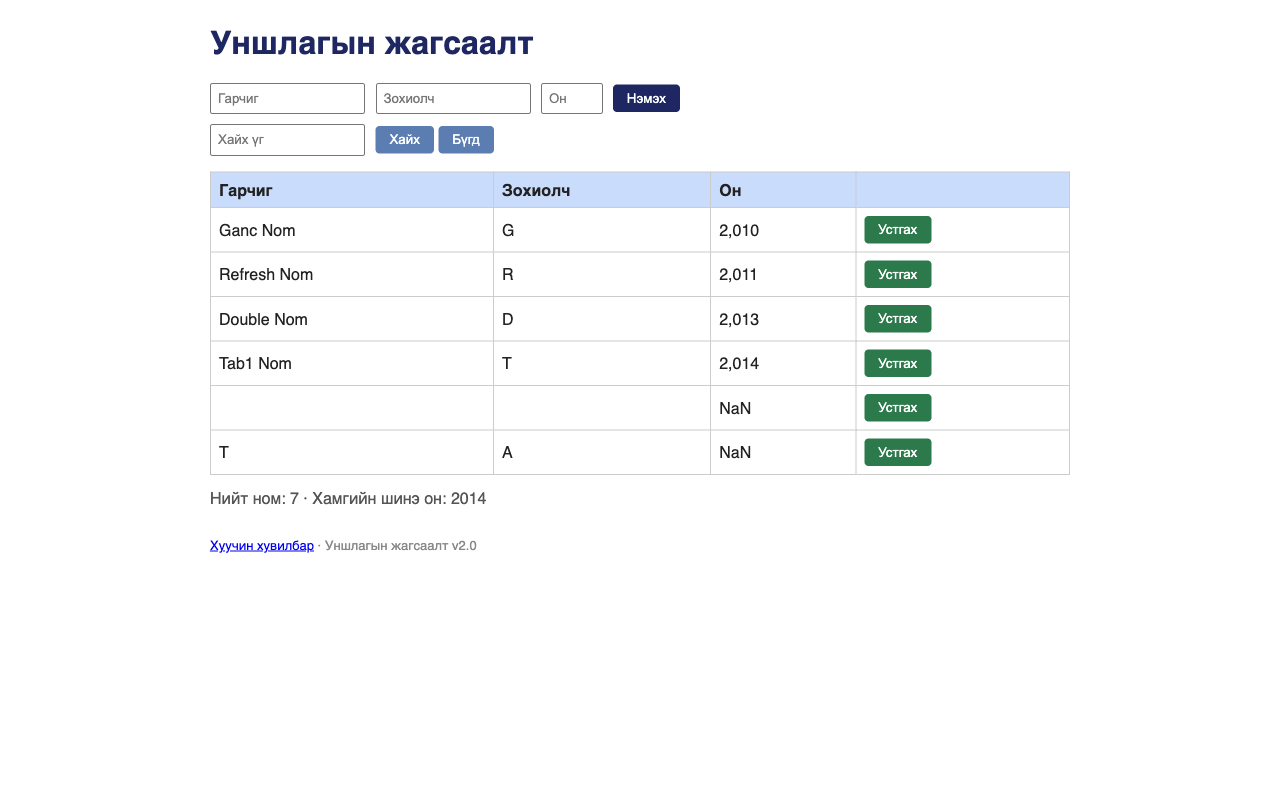 Уншлагын жагсаалт
Гарчиг Зохиолч Он Нэмэх
Хайх үг Хайх Бүгд
Гарчиг Зохиолч Он
Ganc Nom G 2,010 Устгах
Refresh Nom R 2,011 Устгах
Double Nom D 2,013 Устгах
Tab1 Nom T 2,014 Устгах
NaN Устгах
T A NaN Устгах
Нийт ном: 7 · Хамгийн шинэ он: 2014
Хуучин хувилбар · Уншлагын жагсаалт v2.0